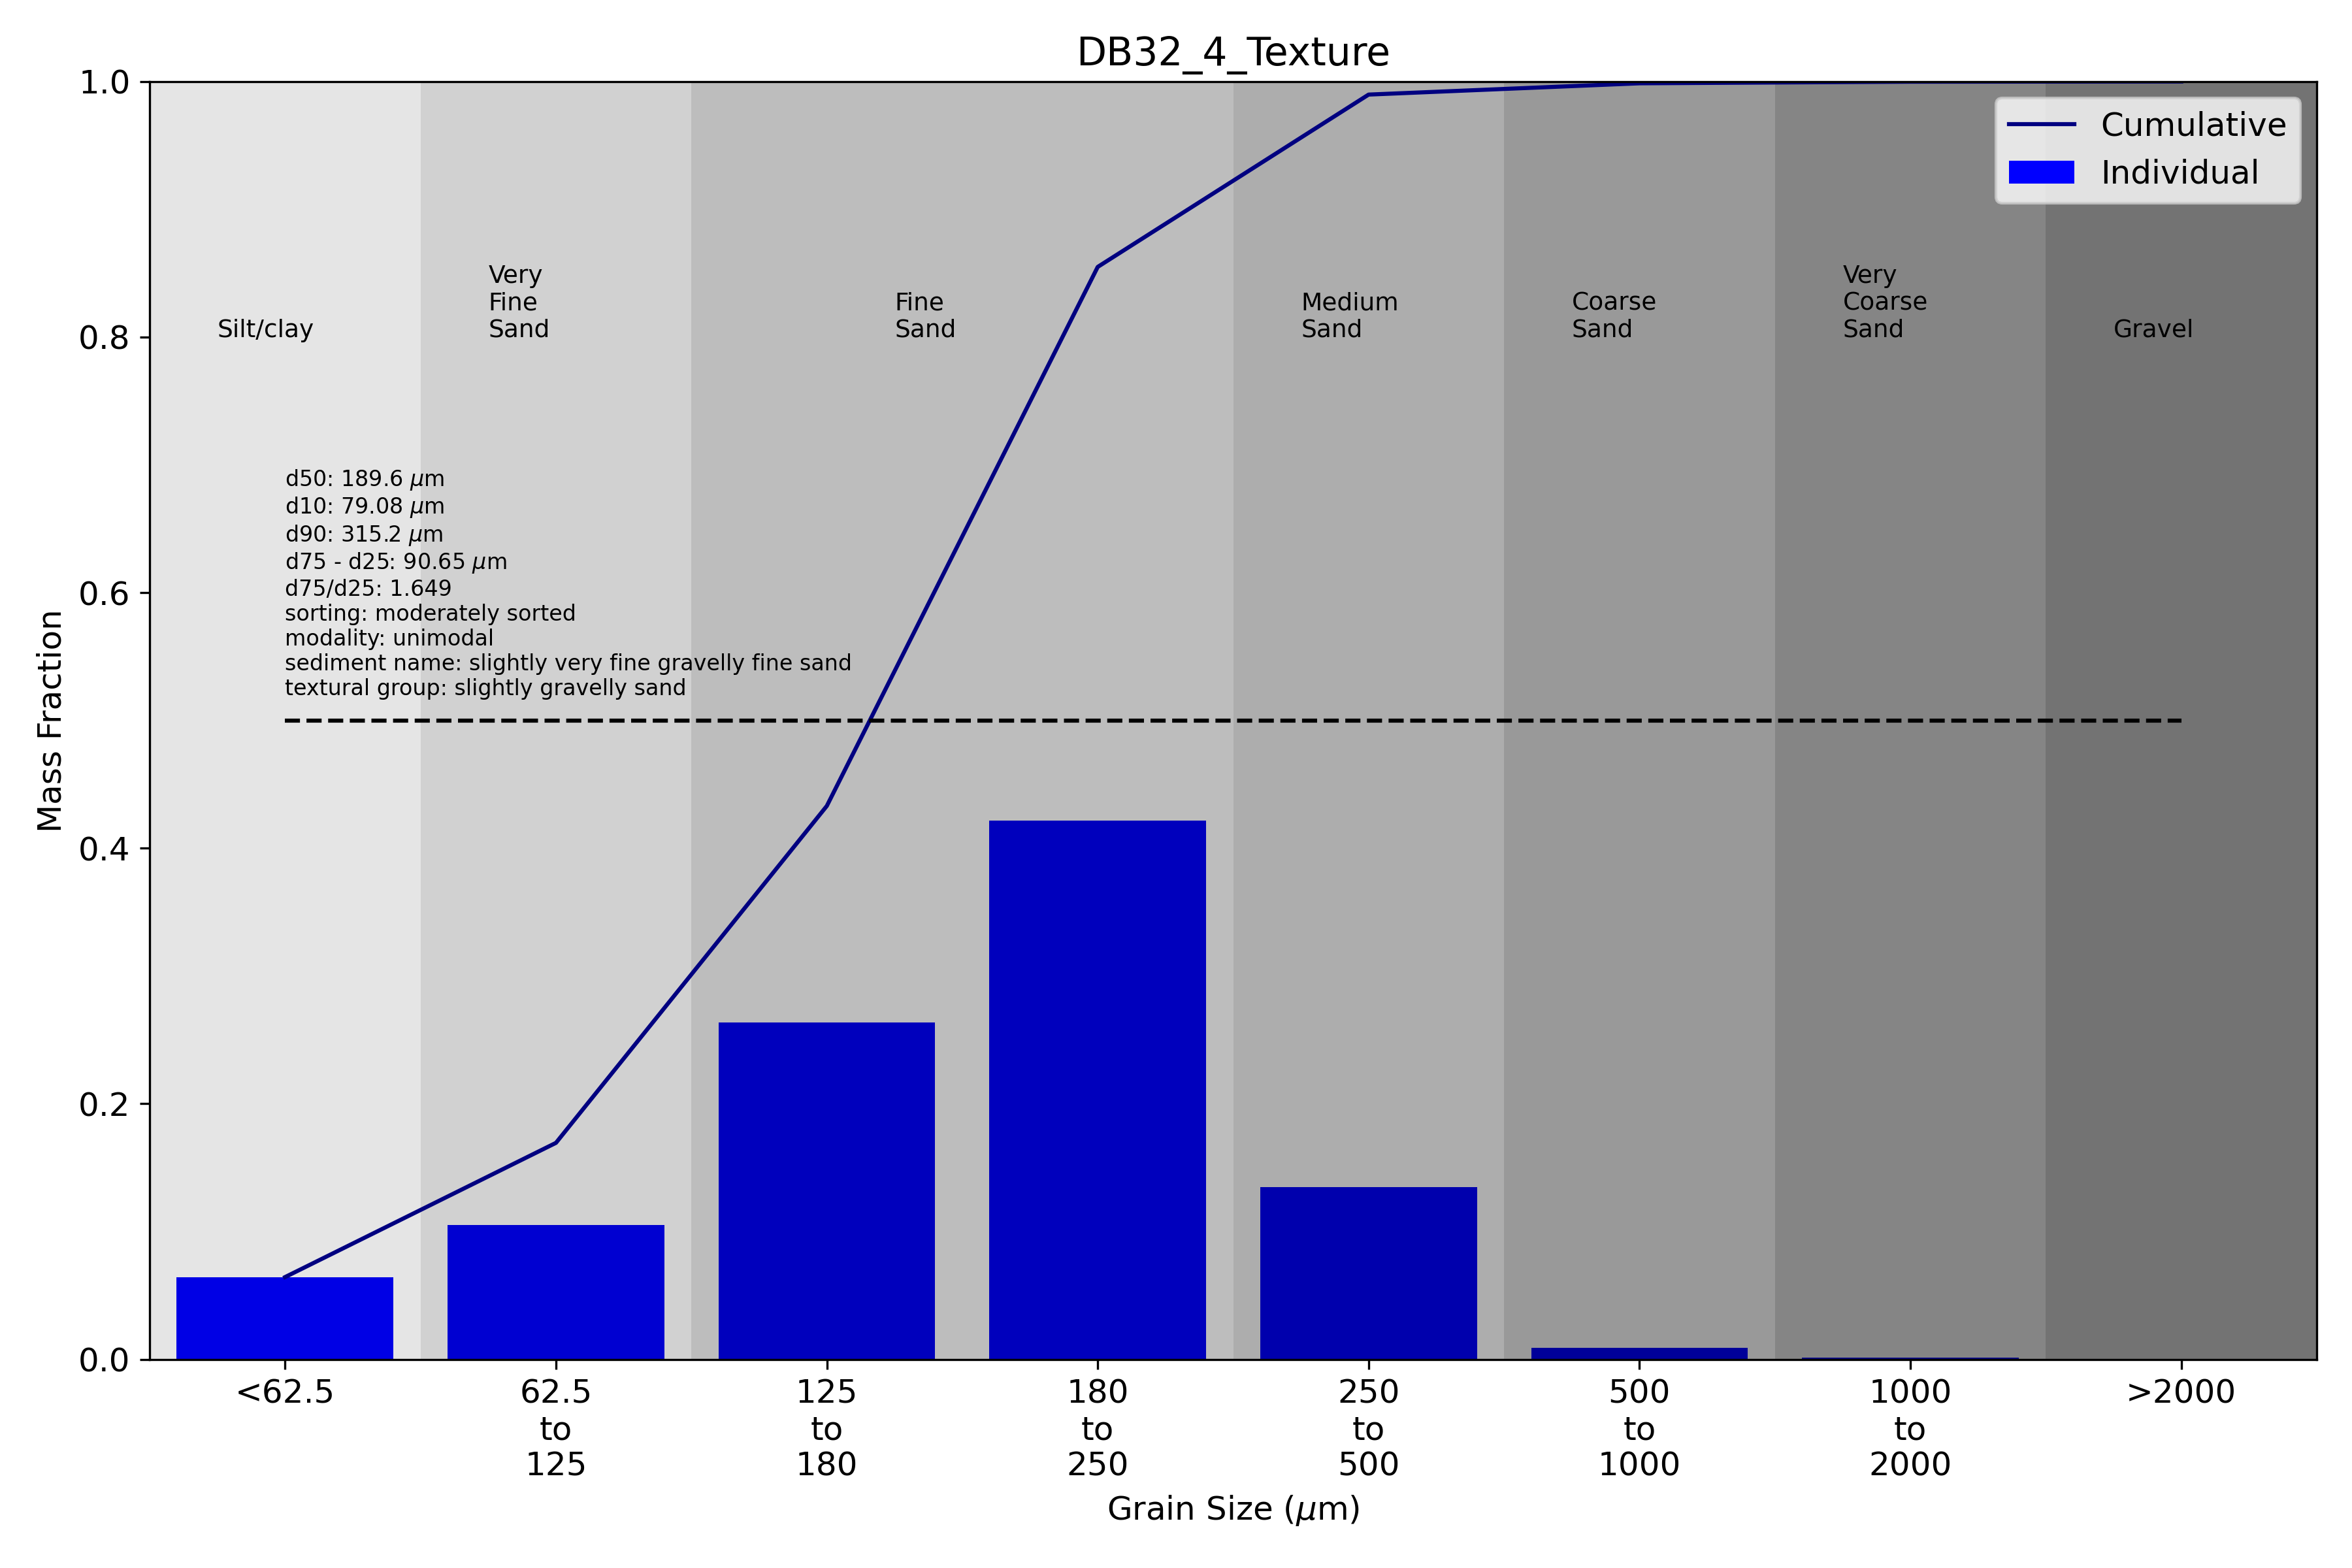 DB32_4_Texture
1.0
0.8
0.6
0.4
0.2
0.0
Mass Fraction
Cumulative
Individual
Silt/clay
Very
Fine
Sand
Fine
Sand
Medium
Sand
Coarse
Sand
Very
Coarse
Sand
Gravel
d50: 189.6 μm
d10: 79.08 μm
d90: 315.2 μm
d75 - d25: 90.65 μm
d75/d25: 1.649
sorting: moderately sorted
modality: unimodal
sediment name: slightly very fine gravelly fine sand
textural group: slightly gravelly sand
<62.5
62.5
to
125
125
to
180
180
to
250
250
to
500
500
to
1000
1000
to
2000
>2000
Grain Size (μm)